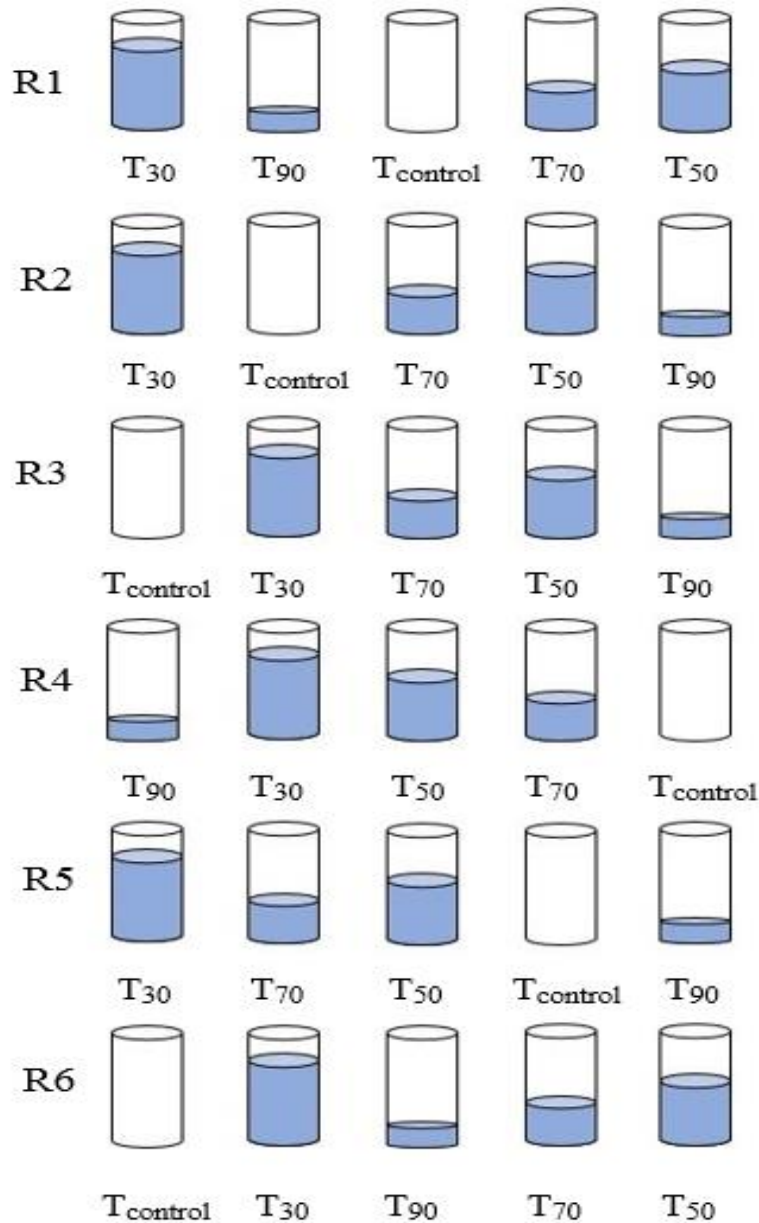 R1
T30 T90 Tcontrol T70 T50
R2
T30 Tcontrol T70 T50 T90
R3
Tcontrol T30 T70 T50 T90
R4
T90 T30 T50 T70 Tcontrol
R5
T30 T70 T50 Tcontrol T90
R6
Tcontrol T30 T90 T70 T50